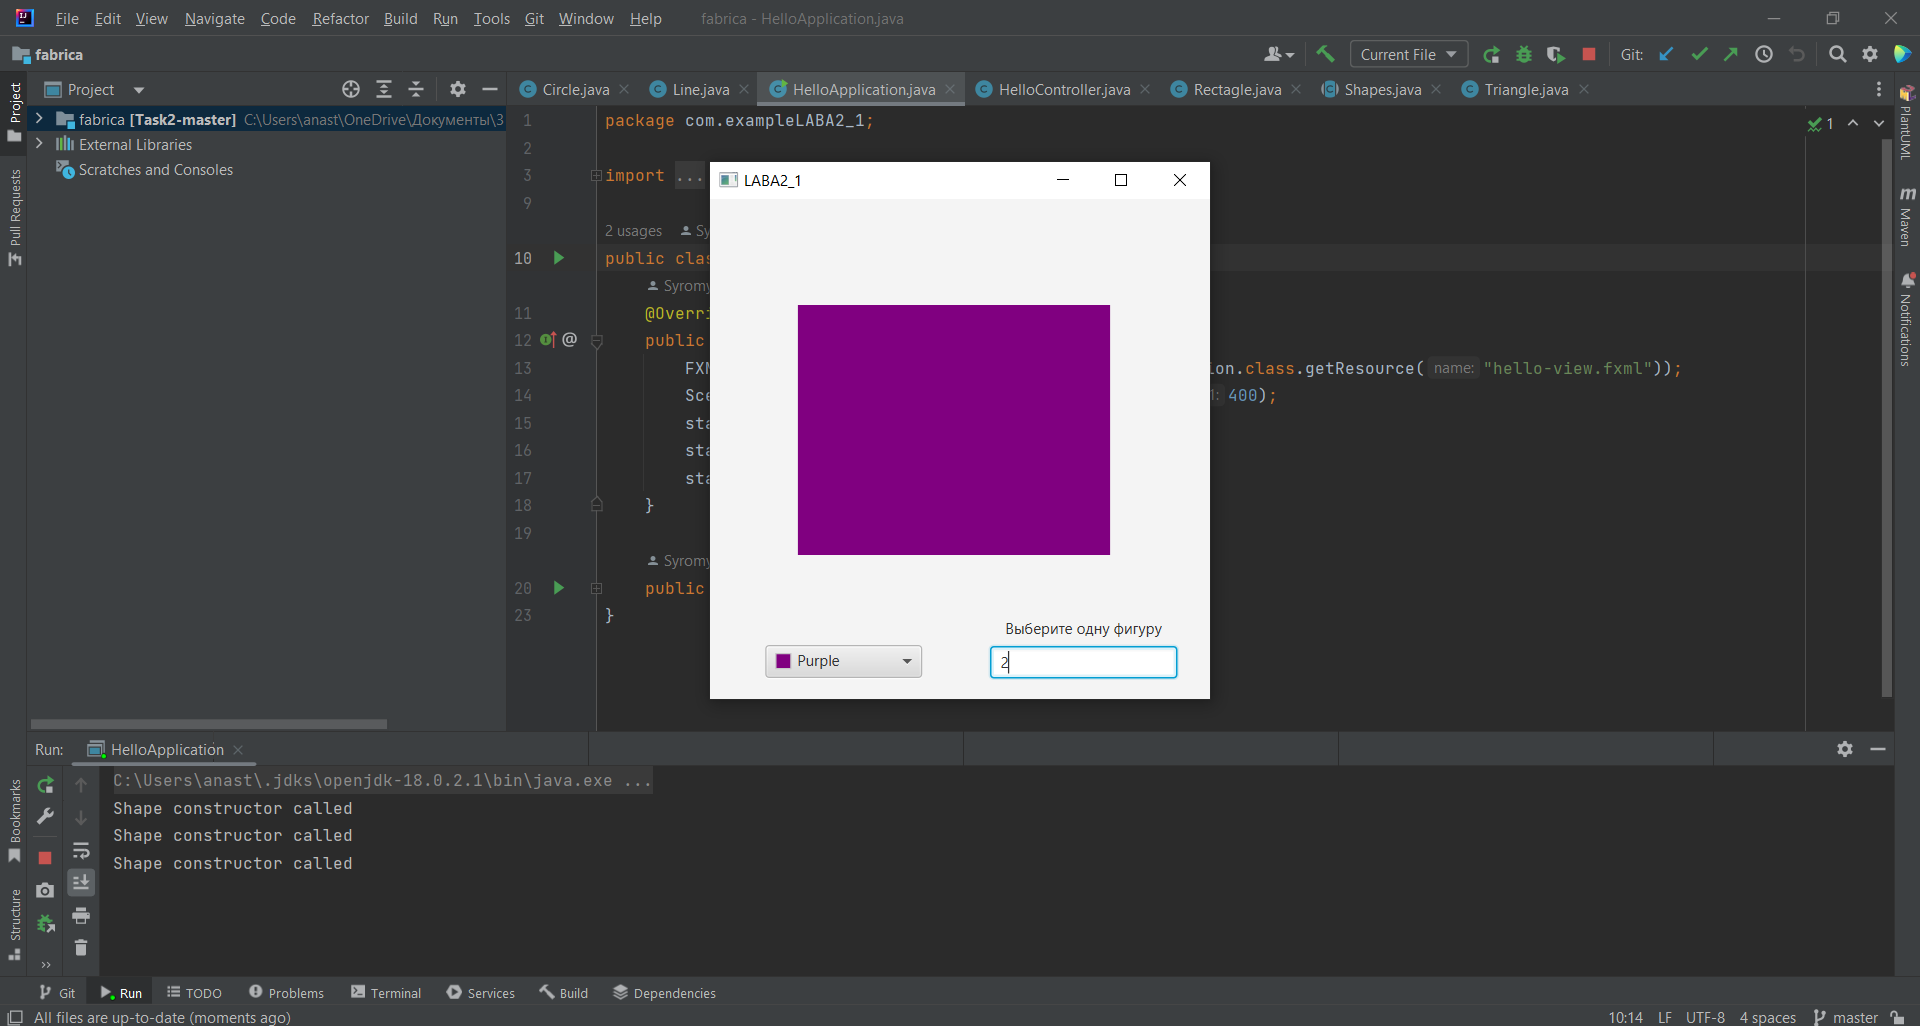 File Edit View Navigate Code Refactor Build Run Tools Git Window Help fabrica - HelloApplication.java
fabrica
Current File
Git:
Project
Project
Pull Requests
Bookmarks
Structure
fabrica [Task2-master] C:\Users\anast\OneDrive\Документы\3
External Libraries
Scratches and Consoles
Circle.java Line.java HelloApplication.java HelloController.java Rectagle.java Shapes.java Triangle.java
1 package com.exampleLABA2_1;
2
3 import ...
9
2 usages Sy
10 public clas
Syromy
11 @Overri
12 public
13 FXM ion.class.getResource( name: "hello-view.fxml"));
14 Sce 1: 400);
15 sta
16 sta
17 sta
18 }
19
Syromy
20 public
23 }
1
PlantUML
Maven
Notifications
LABA2_1
Выберите одну фигуру
Purple
2
Run: HelloApplication
C:\Users\anast\.jdks\openjdk-18.0.2.1\bin\java.exe ...
Shape constructor called
Shape constructor called
Shape constructor called
Git Run TODO Problems Terminal Services Build Dependencies
All files are up-to-date (moments ago)
10:14 LF UTF-8 4 spaces master